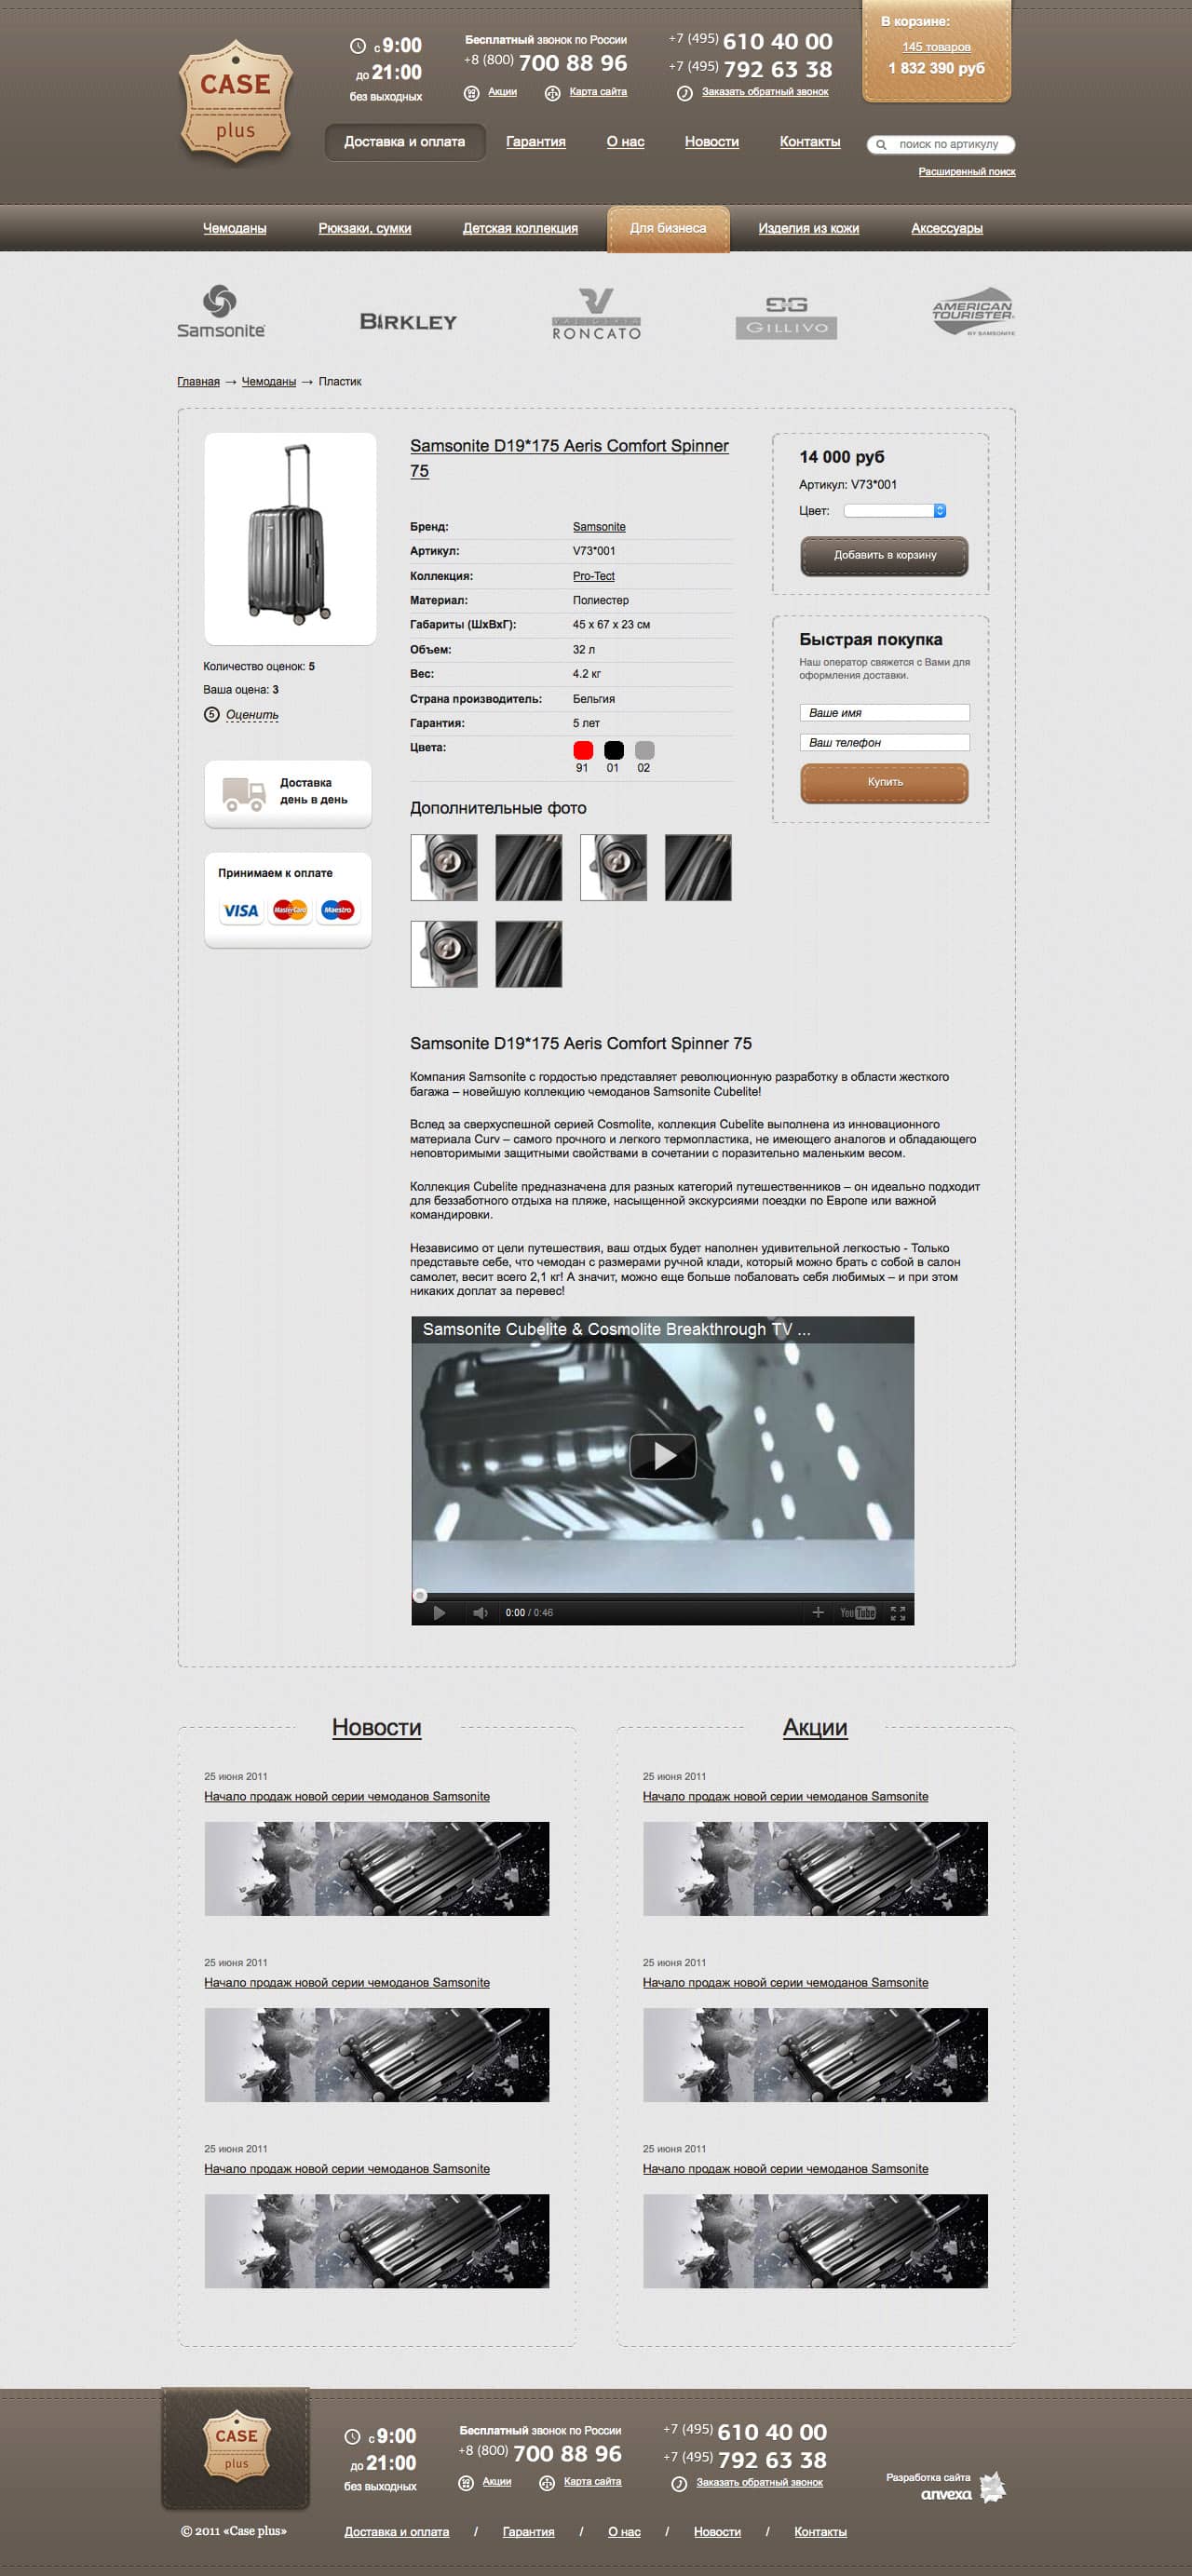 CASE
plus
с 9:00
до 21:00
без выходных
Бесплатный звонок по России
+8 (800) 700 88 96
Акции
Карта сайта
+7 (495) 610 40 00
+7 (495) 792 63 38
Заказать обратный звонок
В корзине:
145 товаров
1 832 390 руб
Доставка и оплата
Гарантия
О нас
Новости
Контакты
поиск по артикулу
Расширенный поиск
Чемоданы
Рюкзаки, сумки
Детская коллекция
Для бизнеса
Изделия из кожи
Аксессуары
Samsonite
BIRKLEY
RONCATO
GILLIVO
AMERICAN
TOURISTER
BY SAMSONITE
Главная → Чемоданы → Пластик
Количество оценок: 5
Ваша оценка: 3
5 Оценить
Доставка
день в день
Принимаем к оплате
VISA
MasterCard
Maestro
Samsonite D19*175 Aeris Comfort Spinner
75
Бренд: Samsonite
Артикул: V73*001
Коллекция: Pro-Tect
Материал: Полиестер
Габариты (ШхВхГ): 45 x 67 x 23 см
Объем: 32 л
Вес: 4.2 кг
Страна производитель: Бельгия
Гарантия: 5 лет
Цвета:
91 01 02
Дополнительные фото
14 000 руб
Артикул: V73*001
Цвет:
Добавить в корзину
Быстрая покупка
Наш оператор свяжется с Вами для
оформления доставки.
Ваше имя
Ваш телефон
Купить
Samsonite D19*175 Aeris Comfort Spinner 75
Компания Samsonite с гордостью представляет революционную разработку в области жесткого
багажа – новейшую коллекцию чемоданов Samsonite Cubelite!
Вслед за сверхуспешной серией Cosmolite, коллекция Cubelite выполнена из инновационного
материала Curv – самого прочного и легкого термопластика, не имеющего аналогов и обладающего
неповторимыми защитными свойствами в сочетании с поразительно маленьким весом.
Коллекция Cubelite предназначена для разных категорий путешественников – он идеально подходит
для беззаботного отдыха на пляже, насыщенной экскурсиями поездки по Европе или важной
командировки.
Независимо от цели путешествия, ваш отдых будет наполнен удивительной легкостью - Только
представьте себе, что чемодан с размерами ручной клади, который можно брать с собой в салон
самолет, весит всего 2,1 кг! А значит, можно еще больше побаловать себя любимых – и при этом
никаких доплат за перевес!
Samsonite Cubelite & Cosmolite Breakthrough TV ...
0:00 / 0:46
YouTube
Новости
25 июня 2011
Начало продаж новой серии чемоданов Samsonite
25 июня 2011
Начало продаж новой серии чемоданов Samsonite
25 июня 2011
Начало продаж новой серии чемоданов Samsonite
Акции
25 июня 2011
Начало продаж новой серии чемоданов Samsonite
25 июня 2011
Начало продаж новой серии чемоданов Samsonite
25 июня 2011
Начало продаж новой серии чемоданов Samsonite
CASE
plus
© 2011 «Case plus»
с 9:00
до 21:00
без выходных
Бесплатный звонок по России
+8 (800) 700 88 96
Акции
Карта сайта
+7 (495) 610 40 00
+7 (495) 792 63 38
Заказать обратный звонок
Разработка сайта
anvexa
Доставка и оплата / Гарантия / О нас / Новости / Контакты